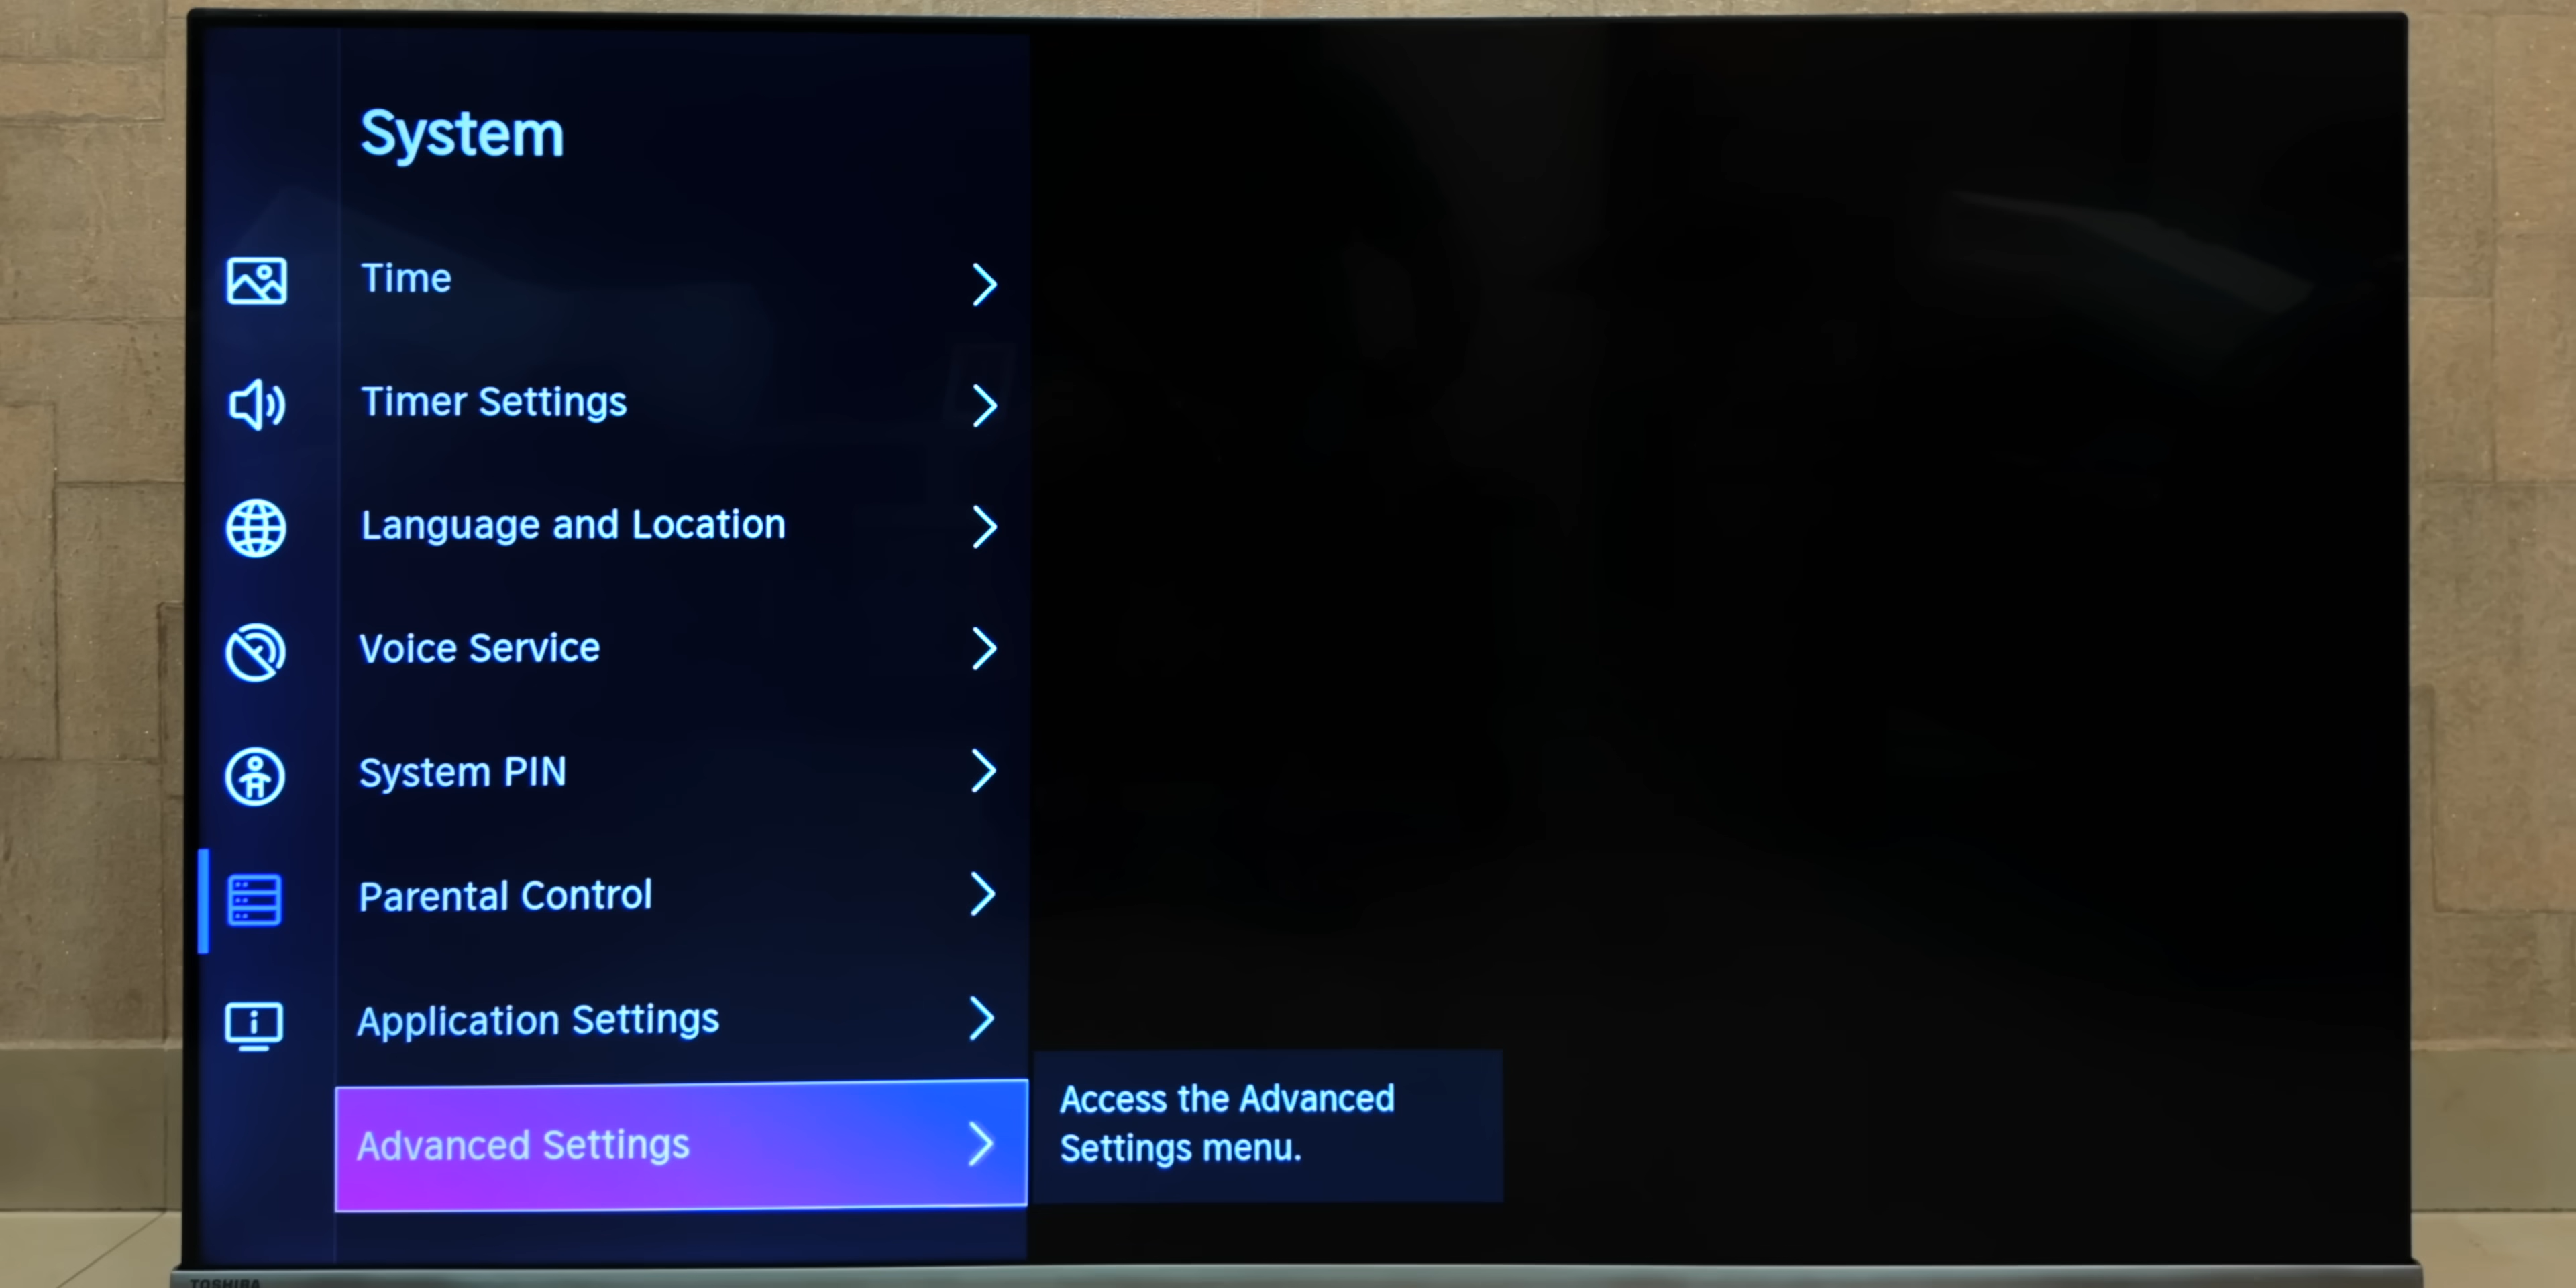 System
Time
Timer Settings
Language and Location
Voice Service
System PIN
Parental Control
Application Settings
Advanced Settings
Access the Advanced
Settings menu.
TOSHIBA